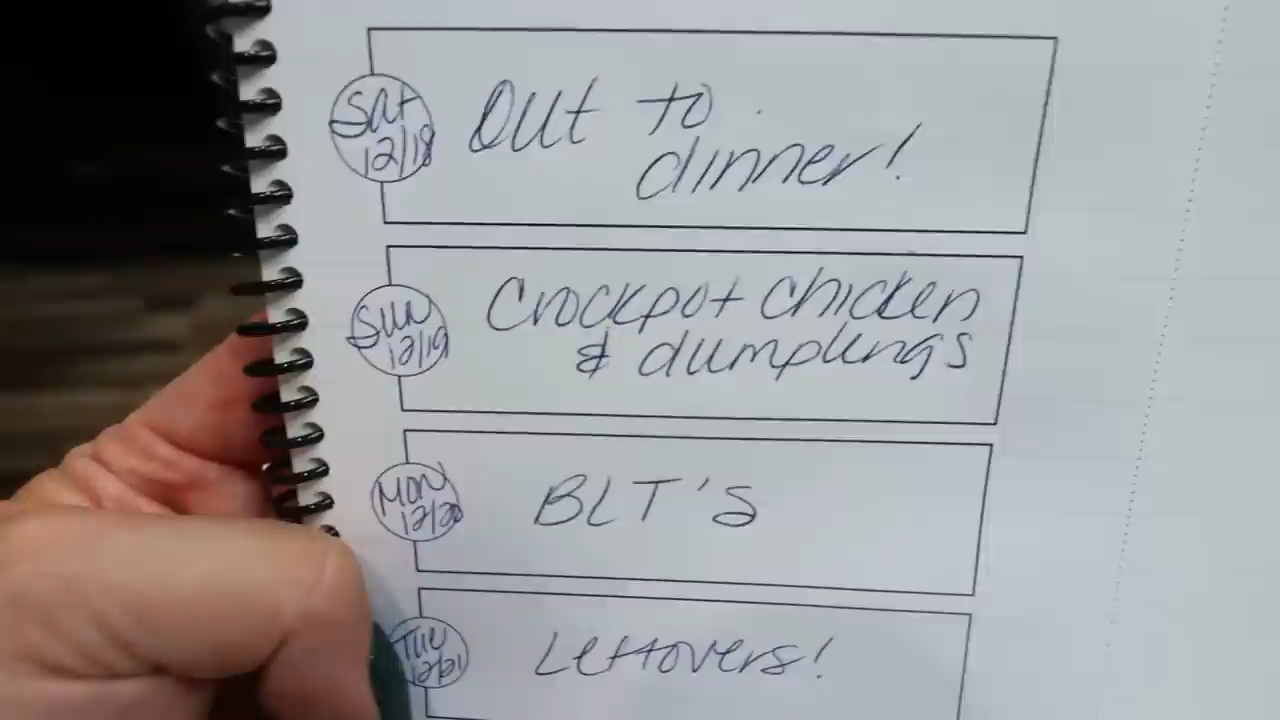 Sat
12/18
Out to
dinner!
Sun
12/19
Crockpot chicken
& dumplings
Mon
12/20
BLT's
Tue
12/21
Leftovers!